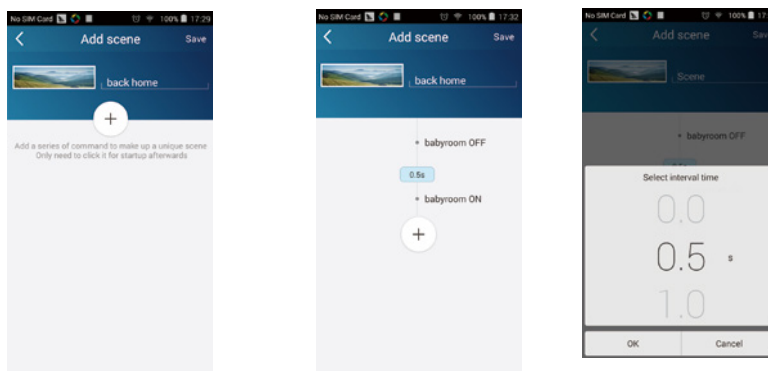 No SIM Card 100% 17:29
Add scene Save
back home
Add a series of command to make up a unique scene
Only need to click it for startup afterwards
No SIM Card 100% 17:32
Add scene Save
back home
babyroom OFF
0.5s
babyroom ON
No SIM Card 100%
Add scene
Scene
babyroom OFF
Select interval time
0.0
0.5 s
1.0
OK Cancel